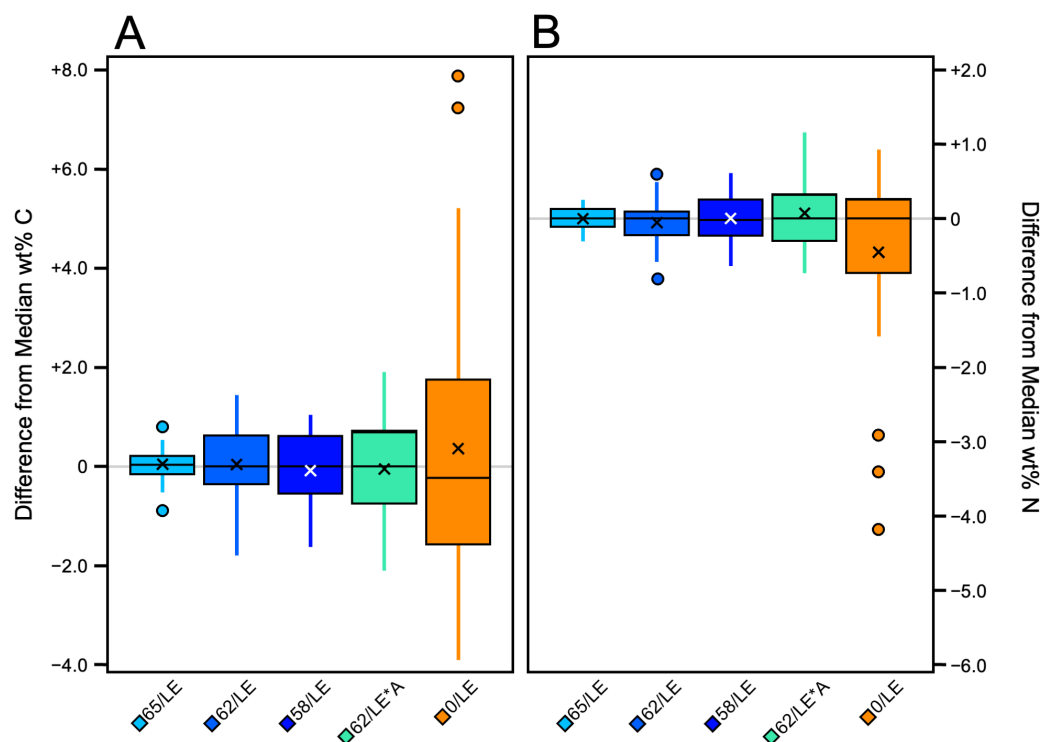 A
B
Difference from Median wt% C
+8.0
+6.0
+4.0
+2.0
0
−2.0
−4.0
65/LE
62/LE
58/LE
62/LE*A
0/LE
+2.0
+1.0
0
−1.0
−2.0
−3.0
−4.0
−5.0
−6.0
Difference from Median wt% N
65/LE
62/LE
58/LE
62/LE*A
0/LE